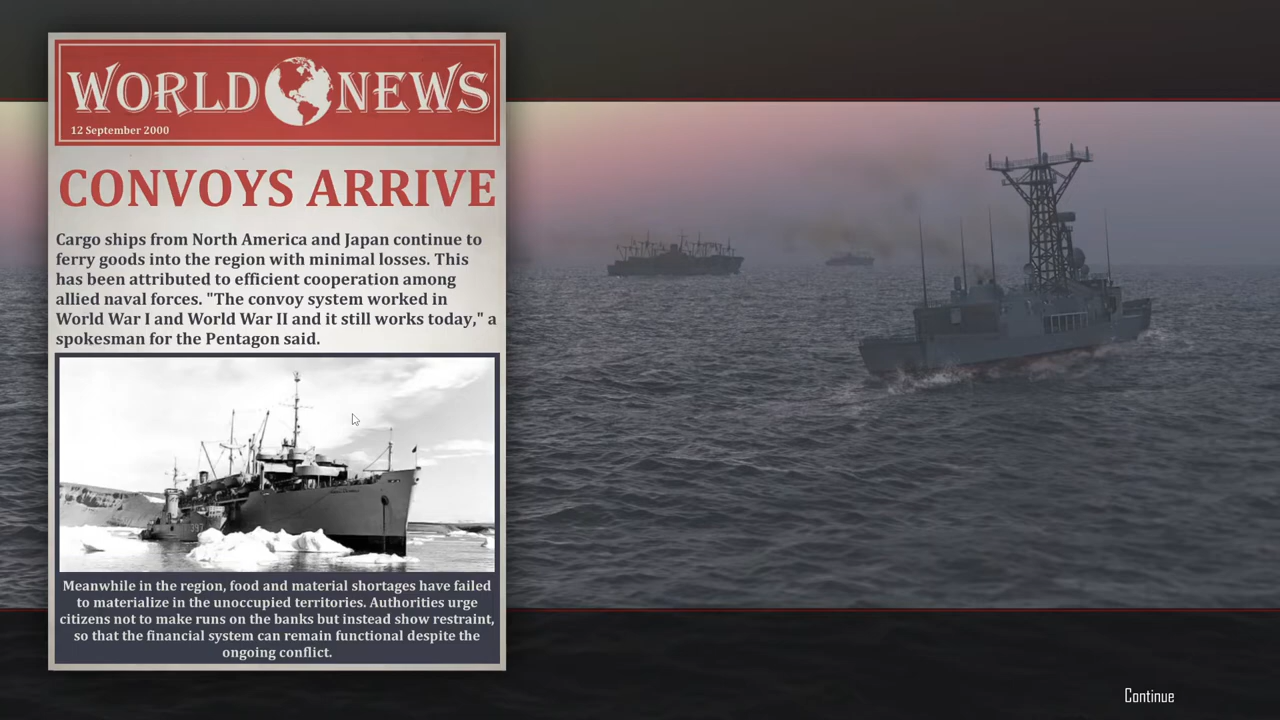 WORLD NEWS
12 September 2000
CONVOYS ARRIVE
Cargo ships from North America and Japan continue to
ferry goods into the region with minimal losses. This
has been attributed to efficient cooperation among
allied naval forces. "The convoy system worked in
World War I and World War II and it still works today," a
spokesman for the Pentagon said.
397
Meanwhile in the region, food and material shortages have failed
to materialize in the unoccupied territories. Authorities urge
citizens not to make runs on the banks but instead show restraint,
so that the financial system can remain functional despite the
ongoing conflict.
Continue